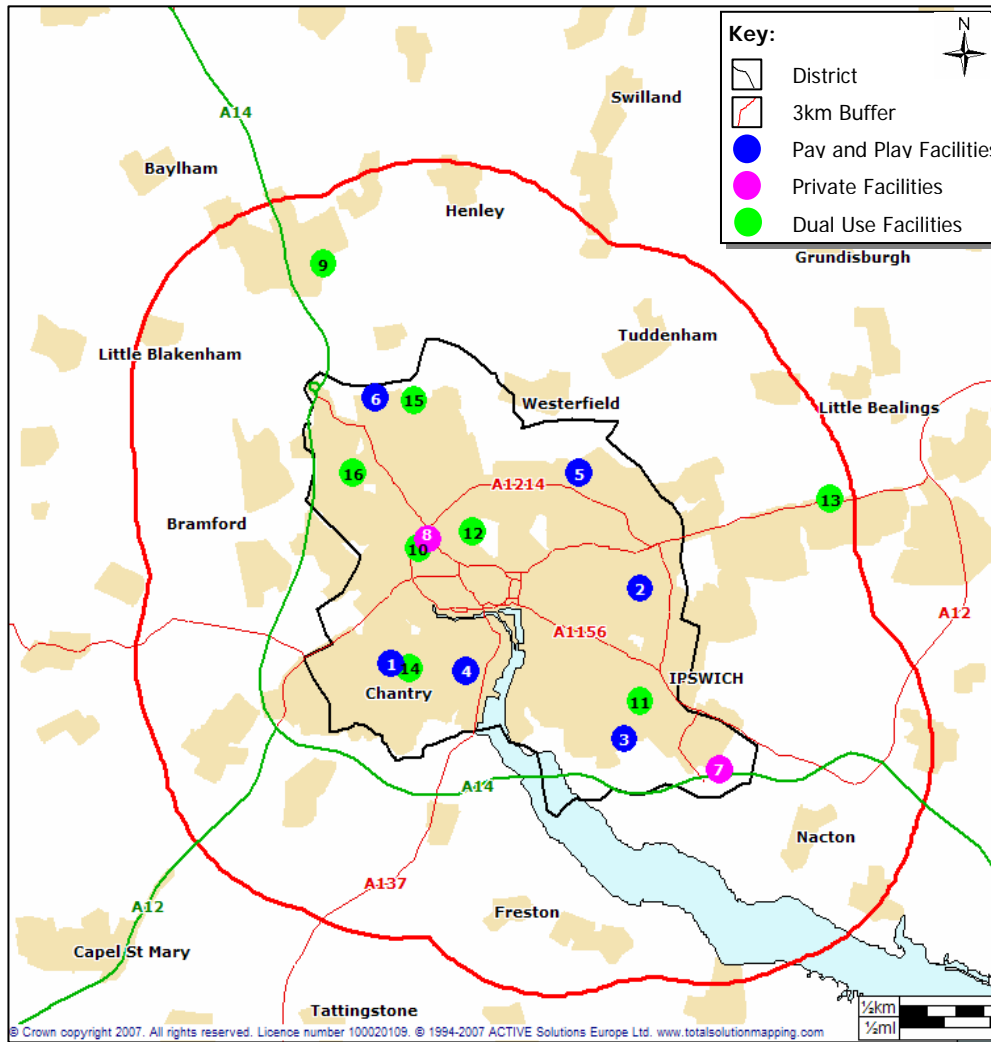 Key:
N
District
3km Buffer
Pay and Play Facilities
Private Facilities
Dual Use Facilities
A14
Swilland
Baylham
Henley
Grundisburgh
9
Tuddenham
Little Blakenham
6
15
Westerfield
Little Bealings
16
5
A1214
13
Bramford
8
12
10
2
A12
A1156
1
14
4
IPSWICH
Chantry
11
3
7
A14
Nacton
A137
A12
Freston
Capel St Mary
Tattingstone
½km
½ml
© Crown copyright 2007. All rights reserved. Licence number 100020109. © 1994-2007 ACTIVE Solutions Europe Ltd. www.totalsolutionmapping.com